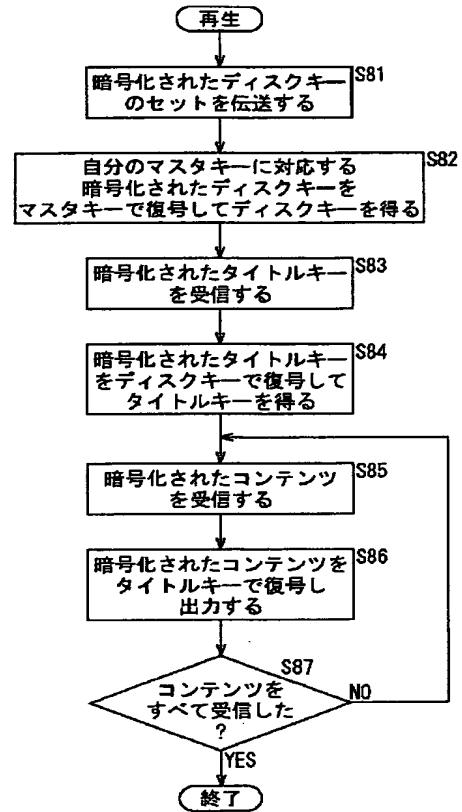 再生
S81
暗号化されたディスクキー
のセットを伝送する
S82
自分のマスタキーに対応する
暗号化されたディスクキーを
マスタキーで復号してディスクキーを得る
S83
暗号化されたタイトルキー
を受信する
S84
暗号化されたタイトルキー
をディスクキーで復号して
タイトルキーを得る
S85
暗号化されたコンテンツ
を受信する
S86
暗号化されたコンテンツを
タイトルキーで復号し
出力する
S87
コンテンツを
すべて受信した
?
NO
YES
終了